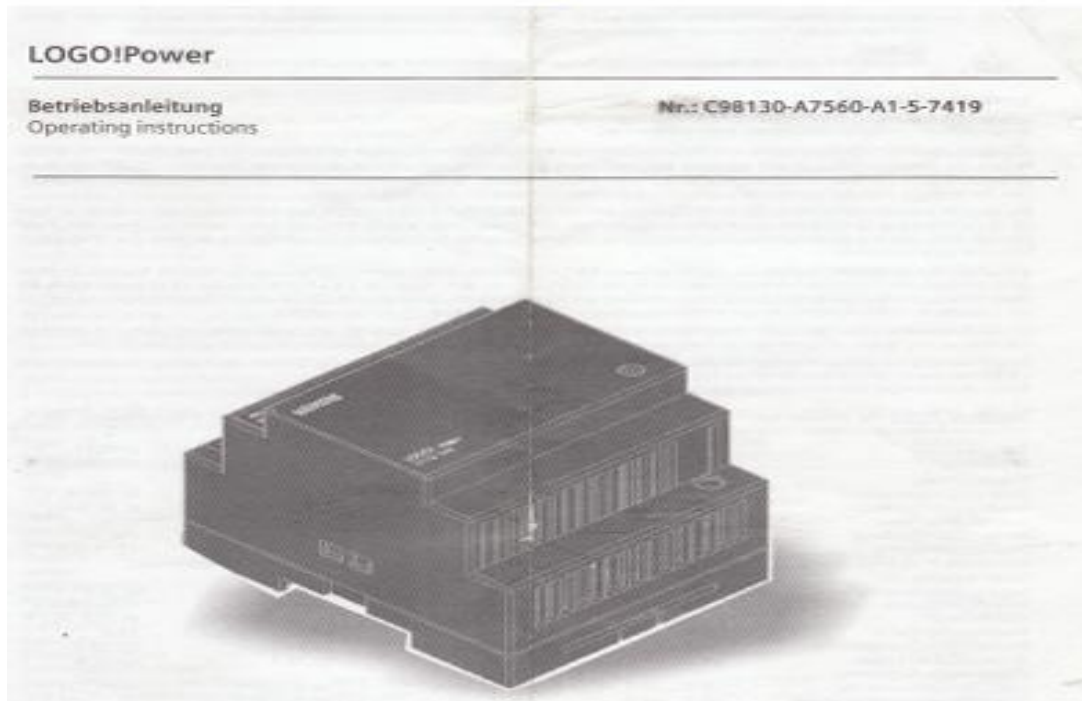 LOGO!Power
Betriebsanleitung
Operating instructions
Nr.: C98130-A7560-A1-5-7419